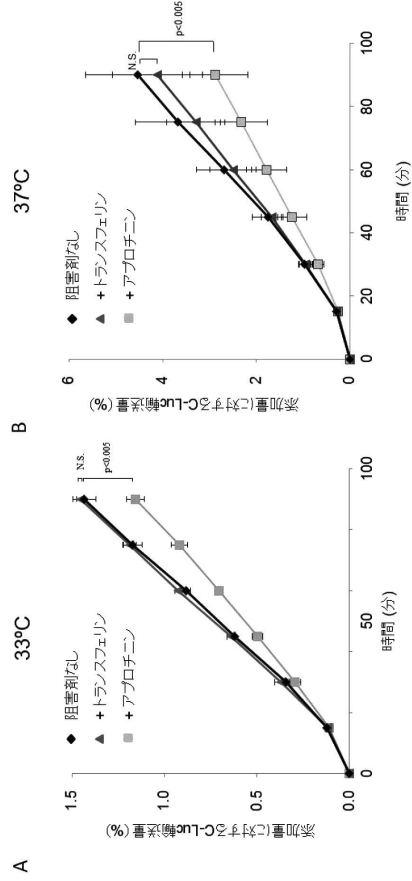 A
33ºC
阻害剤なし
+トランスフェリン
+アプロチニン
N.S.
p<0.005
添加量に対するC-Luc輸送量 (%)
1.5
1.0
0.5
0.0
0
50
100
時間 (分)
B
37ºC
阻害剤なし
+トランスフェリン
+アプロチニン
N.S.
p<0.005
添加量に対するC-Luc輸送量 (%)
6
4
2
0
0
20
40
60
80
100
時間 (分)